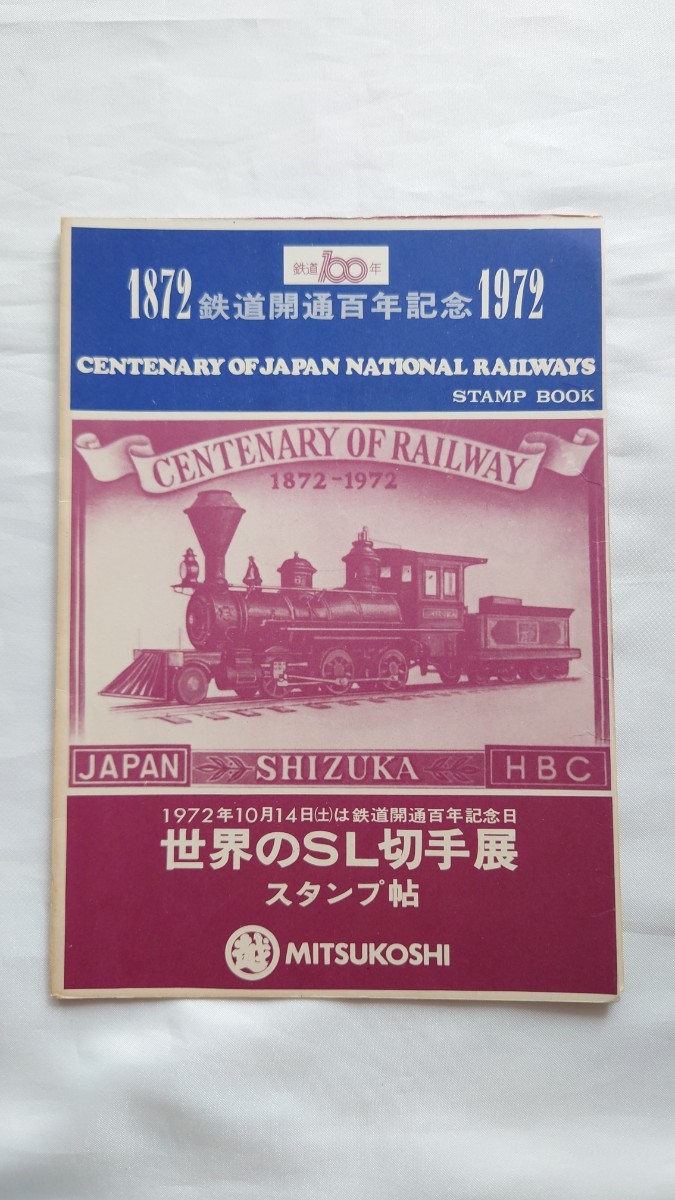 鉄道100年
1872 鉄道開通百年記念 1972
CENTENARY OF JAPAN NATIONAL RAILWAYS
STAMP BOOK
CENTENARY OF RAILWAY
1872-1972
JAPAN SHIZUKA HBC
1972年10月14日(土)は鉄道開通百年記念日
世界のSL切手展
スタンプ帖
越 MITSUKOSHI